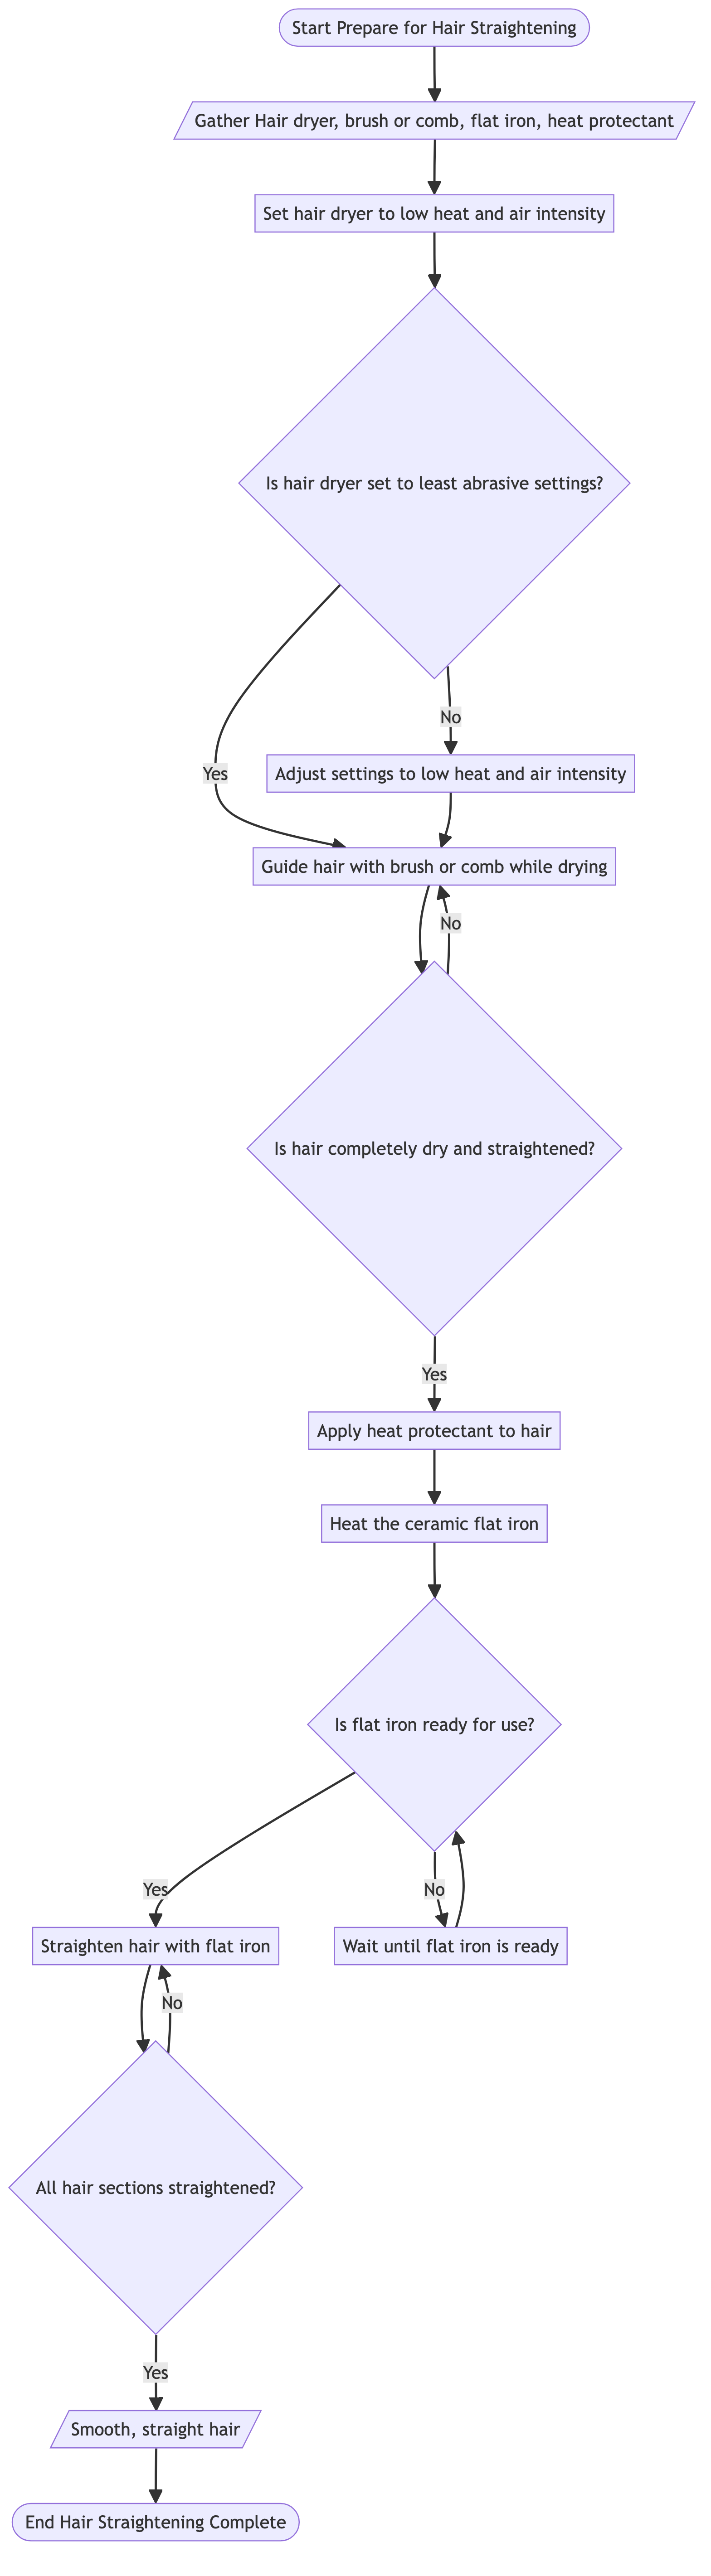 Start Prepare for Hair Straightening
Gather Hair dryer, brush or comb, flat iron, heat protectant
Set hair dryer to low heat and air intensity
Is hair dryer set to least abrasive settings?
No
Yes
Adjust settings to low heat and air intensity
Guide hair with brush or comb while drying
No
Is hair completely dry and straightened?
Yes
Apply heat protectant to hair
Heat the ceramic flat iron
Is flat iron ready for use?
Yes
No
Straighten hair with flat iron
Wait until flat iron is ready
No
All hair sections straightened?
Yes
Smooth, straight hair
End Hair Straightening Complete